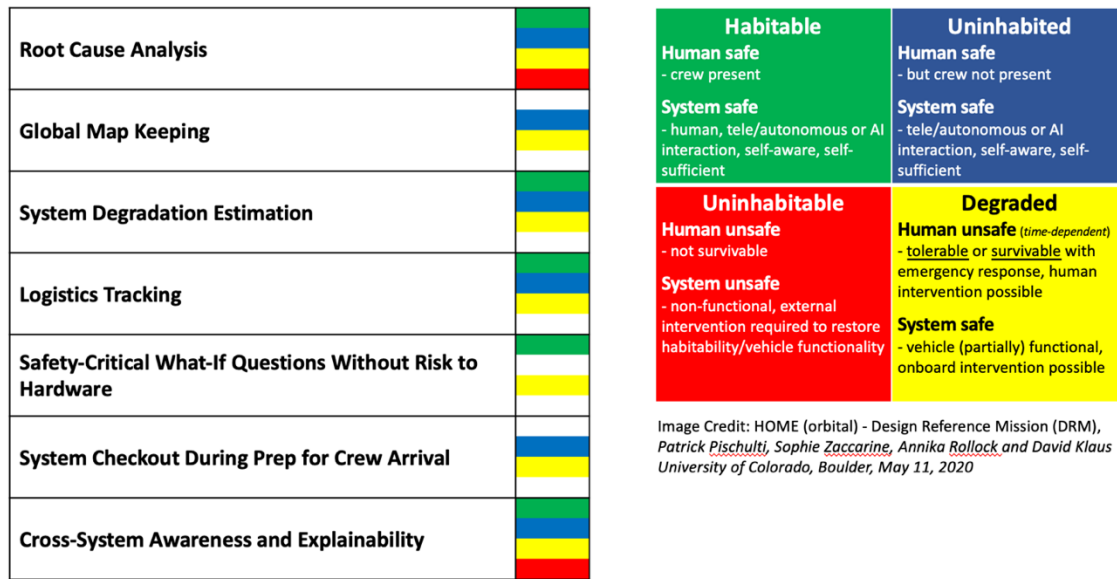 Root Cause Analysis
Global Map Keeping
System Degradation Estimation
Logistics Tracking
Safety-Critical What-If Questions Without Risk to
Hardware
System Checkout During Prep for Crew Arrival
Cross-System Awareness and Explainability
Habitable
Human safe
- crew present
System safe
- human, tele/autonomous or AI
interaction, self-aware, self-
sufficient
Uninhabited
Human safe
- but crew not present
System safe
- tele/autonomous or AI
interaction, self-aware, self-
sufficient
Uninhabitable
Human unsafe
- not survivable
System unsafe
- non-functional, external
intervention required to restore
habitability/vehicle functionality
Degraded
Human unsafe (time-dependent)
- tolerable or survivable with
emergency response, human
intervention possible
System safe
- vehicle (partially) functional,
onboard intervention possible
Image Credit: HOME (orbital) - Design Reference Mission (DRM),
Patrick Pischulti, Sophie Zaccarine, Annika Rollock and David Klaus
University of Colorado, Boulder, May 11, 2020